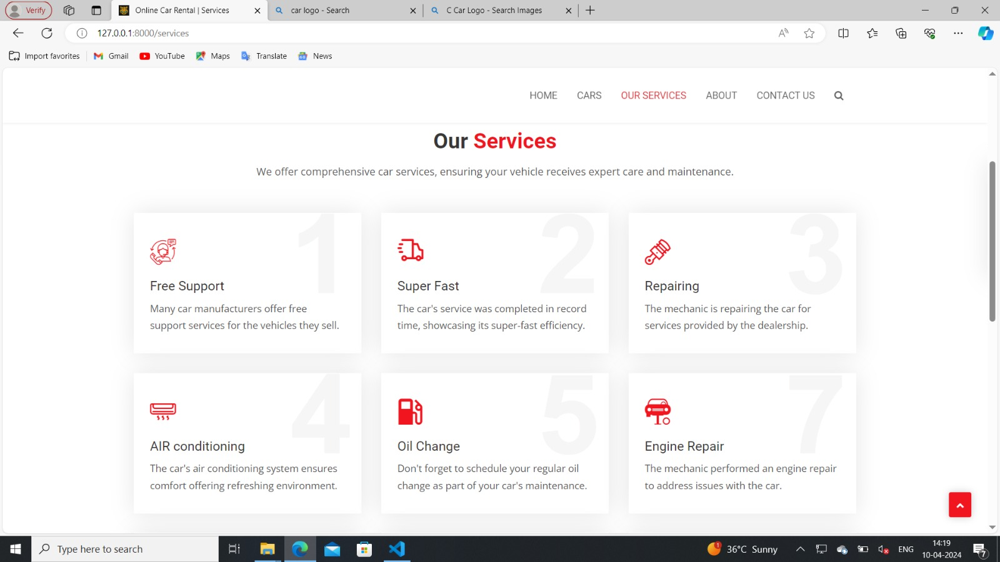 Verify
Online Car Rental | Services
car logo - Search
C Car Logo - Search Images
127.0.0.1:8000/services
Import favorites
Gmail
YouTube
Maps
Translate
News
HOME CARS OUR SERVICES ABOUT CONTACT US
Our Services
We offer comprehensive car services, ensuring your vehicle receives expert care and maintenance.
1
Free Support
Many car manufacturers offer free
support services for the vehicles they sell.
2
Super Fast
The car's service was completed in record
time, showcasing its super-fast efficiency.
3
Repairing
The mechanic is repairing the car for
services provided by the dealership.
4
AIR conditioning
The car's air conditioning system ensures
comfort offering refreshing environment.
5
Oil Change
Don't forget to schedule your regular oil
change as part of your car's maintenance.
7
Engine Repair
The mechanic performed an engine repair
to address issues with the car.
Type here to search
1
36°C Sunny
ENG
14:19
10-04-2024
7